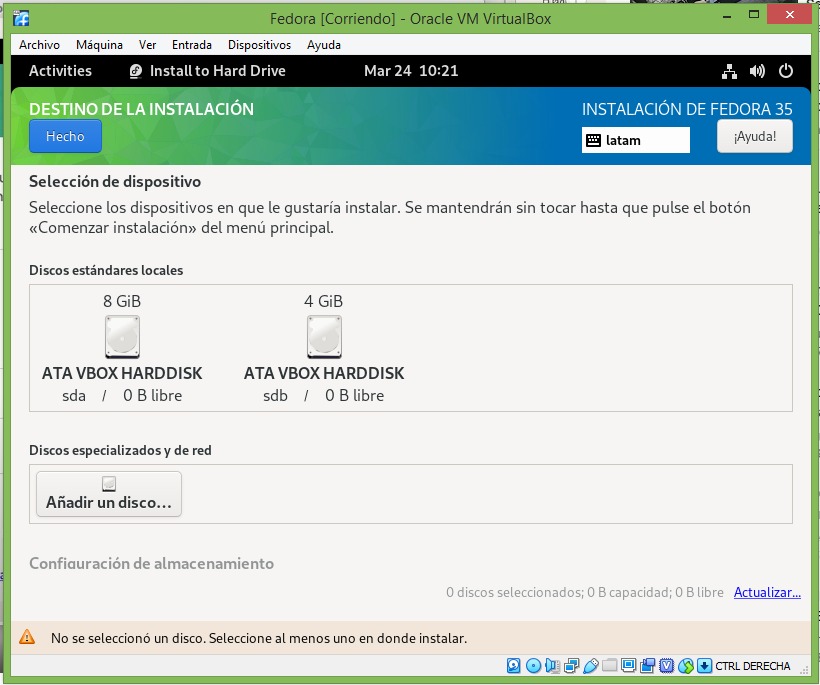 Fedora [Corriendo] - Oracle VM VirtualBox
Archivo Máquina Ver Entrada Dispositivos Ayuda
Activities Install to Hard Drive Mar 24 10:21
DESTINO DE LA INSTALACIÓN
INSTALACIÓN DE FEDORA 35
Hecho
latam
¡Ayuda!
Selección de dispositivo
Seleccione los dispositivos en que le gustaría instalar. Se mantendrán sin tocar hasta que pulse el botón
«Comenzar instalación» del menú principal.
Discos estándares locales
8 GiB
ATA VBOX HARDDISK
sda / 0 B libre
4 GiB
ATA VBOX HARDDISK
sdb / 0 B libre
Discos especializados y de red
Añadir un disco...
Configuración de almacenamiento
0 discos seleccionados; 0 B capacidad; 0 B libre Actualizar...
No se seleccionó un disco. Seleccione al menos uno en donde instalar.
CTRL DERECHA